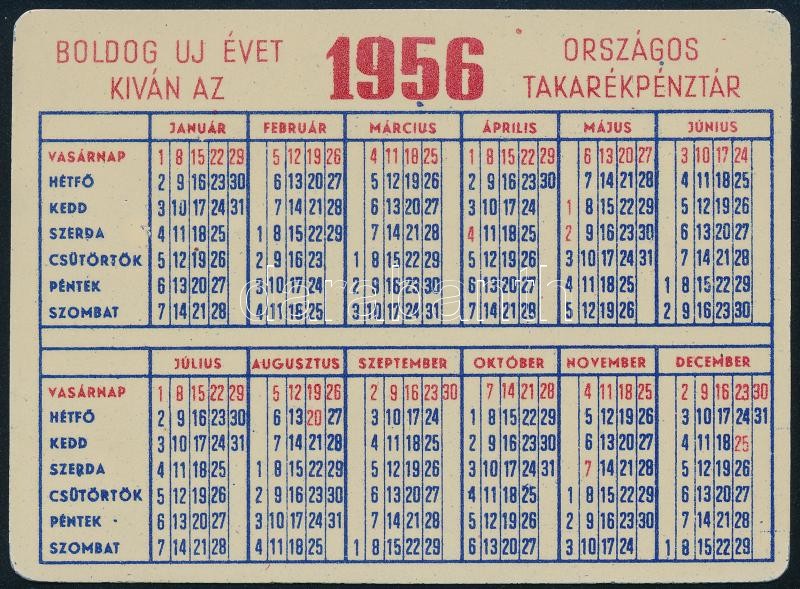 BOLDOG UJ ÉVET 1956 ORSZÁGOS
KIVÁN AZ TAKARÉKPÉNZTÁR
JANUÁR FEBRUÁR MÁRCIUS ÁPRILIS MÁJUS JÚNIUS
VASÁRNAP 1 8 15 22 29 5 12 19 26 4 11 18 25 1 8 15 22 29 6 13 20 27 3 10 17 24
HÉTFŐ 2 9 16 23 30 6 13 20 27 5 12 19 26 2 9 16 23 30 7 14 21 28 4 11 18 25
KEDD 3 10 17 24 31 7 14 21 28 6 13 20 27 3 10 17 24 1 8 15 22 29 5 12 19 26
SZERDA 4 11 18 25 1 8 15 22 29 7 14 21 28 4 11 18 25 2 9 16 23 30 6 13 20 27
CSÜTÖRTÖK 5 12 19 26 2 9 16 23 1 8 15 22 29 5 12 19 26 3 10 17 24 31 7 14 21 28
PÉNTEK 6 13 20 27 3 10 17 24 2 9 16 23 30 6 13 20 27 4 11 18 25 1 8 15 22 29
SZOMBAT 7 14 21 28 4 11 18 25 3 10 17 24 31 7 14 21 28 5 12 19 26 2 9 16 23 30
darabanth
JÚLIUS AUGUSZTUS SZEPTEMBER OKTÓBER NOVEMBER DECEMBER
VASÁRNAP 1 8 15 22 29 5 12 19 26 2 9 16 23 30 7 14 21 28 4 11 18 25 2 9 16 23 30
HÉTFŐ 2 9 16 23 30 6 13 20 27 3 10 17 24 1 8 15 22 29 5 12 19 26 3 10 17 24 31
KEDD 3 10 17 24 31 7 14 21 28 4 11 18 25 2 9 16 23 30 6 13 20 27 4 11 18 25
SZERDA 4 11 18 25 1 8 15 22 29 5 12 19 26 3 10 17 24 31 7 14 21 28 5 12 19 26
CSÜTÖRTÖK 5 12 19 26 2 9 16 23 30 6 13 20 27 4 11 18 25 1 8 15 22 29 6 13 20 27
PÉNTEK 6 13 20 27 3 10 17 24 31 7 14 21 28 5 12 19 26 2 9 16 23 30 7 14 21 28
SZOMBAT 7 14 21 28 4 11 18 25 1 8 15 22 29 6 13 20 27 3 10 17 24 1 8 15 22 29